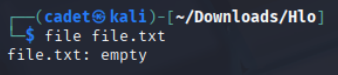 ┌──(cadet㉿kali)-[~/Downloads/Hlo]
└─$ file file.txt
file.txt: empty